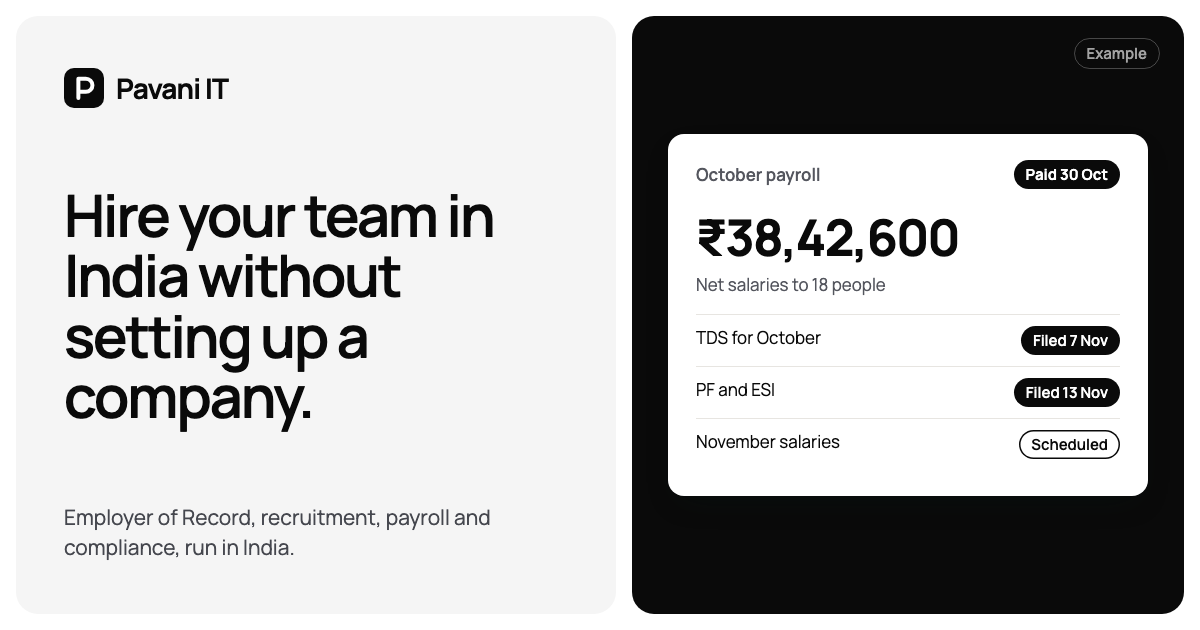 P Pavani IT
Hire your team in
India without
setting up a
company.
Employer of Record, recruitment, payroll and
compliance, run in India.
Example
October payroll
Paid 30 Oct
₹38,42,600
Net salaries to 18 people
TDS for October
Filed 7 Nov
PF and ESI
Filed 13 Nov
November salaries
Scheduled